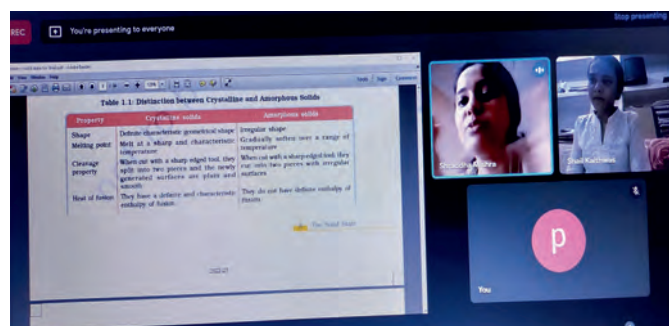 REC
You're presenting to everyone
Stop presenting
Table 1.1: Distinction between Crystalline and Amorphous Solids
Property Crystalline solids Amorphous solids
Shape Definite characteristic geometrical shape Irregular shape
Melting point Melt at a sharp and characteristic temperature Gradually soften over a range of temperature
Cleavage property When cut with a sharp edged tool, they split into two pieces and the newly generated surfaces are plain and smooth When cut with a sharp edged tool, they cut into two pieces with irregular surfaces
Heat of fusion They have a definite and characteristic enthalpy of fusion They do not have definite enthalpy of fusion
The Solid State
Shail Kachhwah
p
You